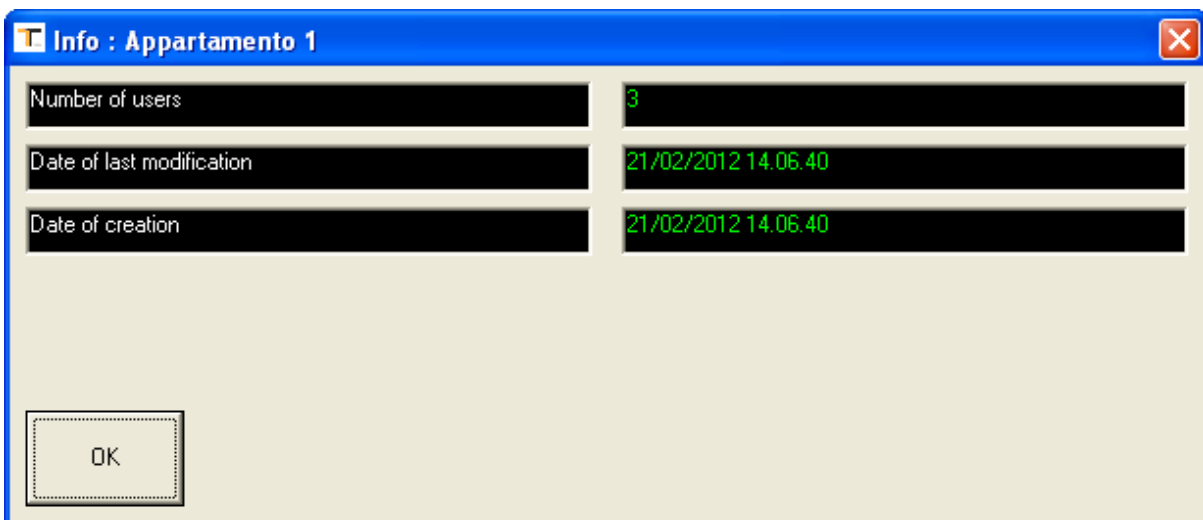 Info : Appartamento 1
Number of users 3
Date of last modification 21/02/2012 14.06.40
Date of creation 21/02/2012 14.06.40
OK